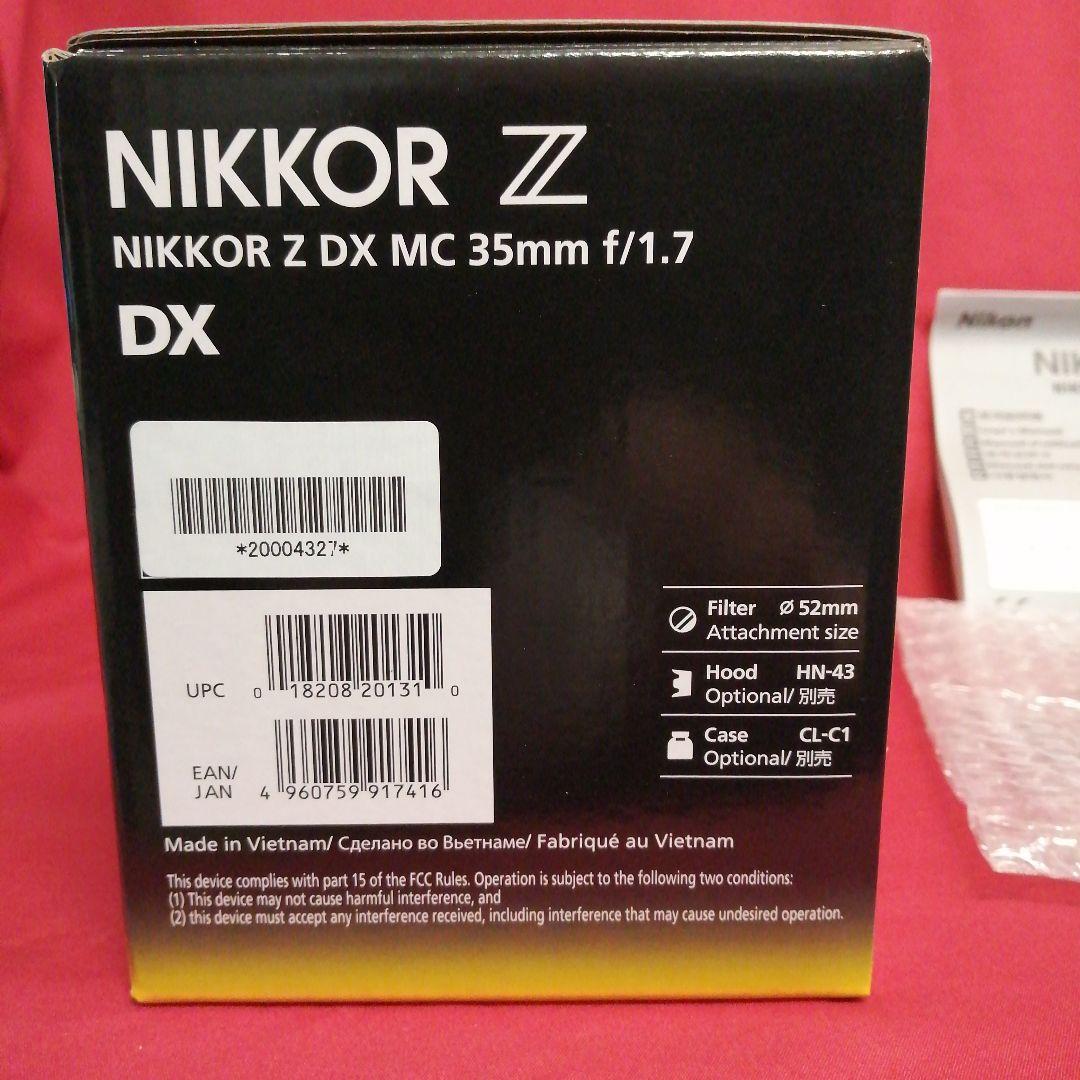 NIKKOR Z
NIKKOR Z DX MC 35mm f/1.7
DX
*20004327*
UPC 0 18208 20131 0
EAN/
JAN 4 960759 917416
Filter ø 52mm
Attachment size
Hood HN-43
Optional/ 別売
Case CL-C1
Optional/ 別売
Made in Vietnam/ Сделано во Вьетнаме/ Fabriqué au Vietnam
This device complies with part 15 of the FCC Rules. Operation is subject to the following two conditions:
(1) This device may not cause harmful interference, and
(2) this device must accept any interference received, including interference that may cause undesired operation.
Nikon